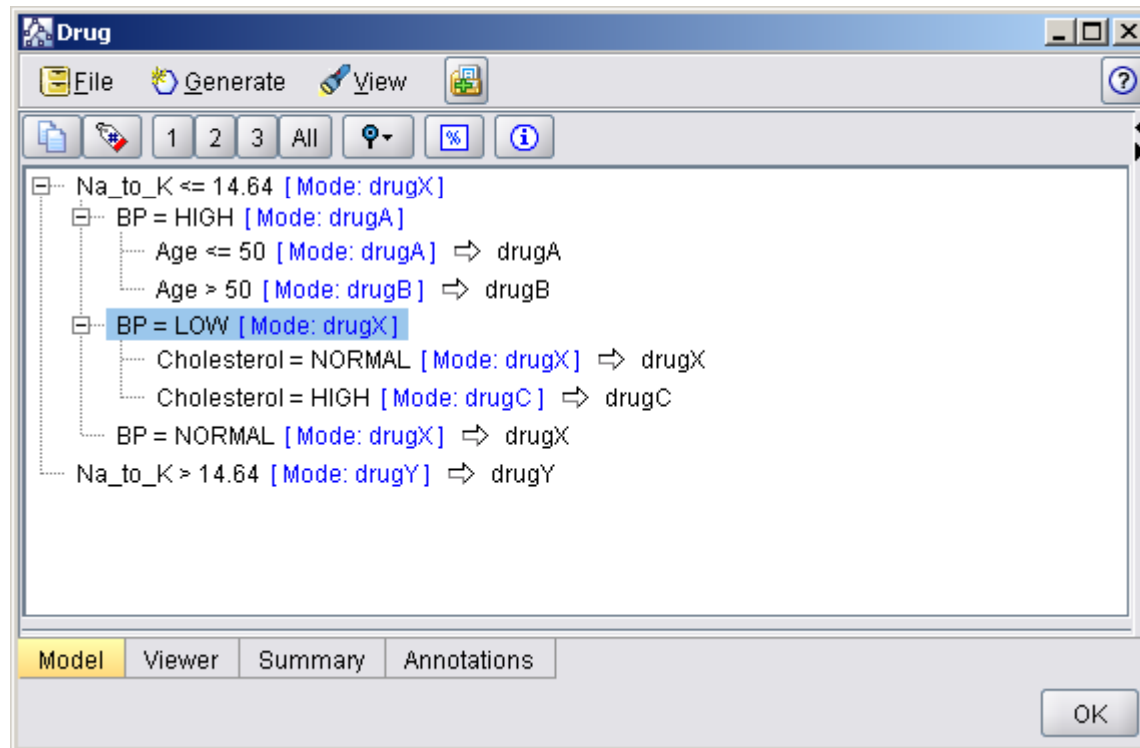 Drug
File Generate View
1 2 3 All %
Na_to_K <= 14.64 [Mode: drugX]
BP = HIGH [Mode: drugA]
Age <= 50 [Mode: drugA] ⇨ drugA
Age > 50 [Mode: drugB] ⇨ drugB
BP = LOW [Mode: drugX]
Cholesterol = NORMAL [Mode: drugX] ⇨ drugX
Cholesterol = HIGH [Mode: drugC] ⇨ drugC
BP = NORMAL [Mode: drugX] ⇨ drugX
Na_to_K > 14.64 [Mode: drugY] ⇨ drugY
Model Viewer Summary Annotations
OK